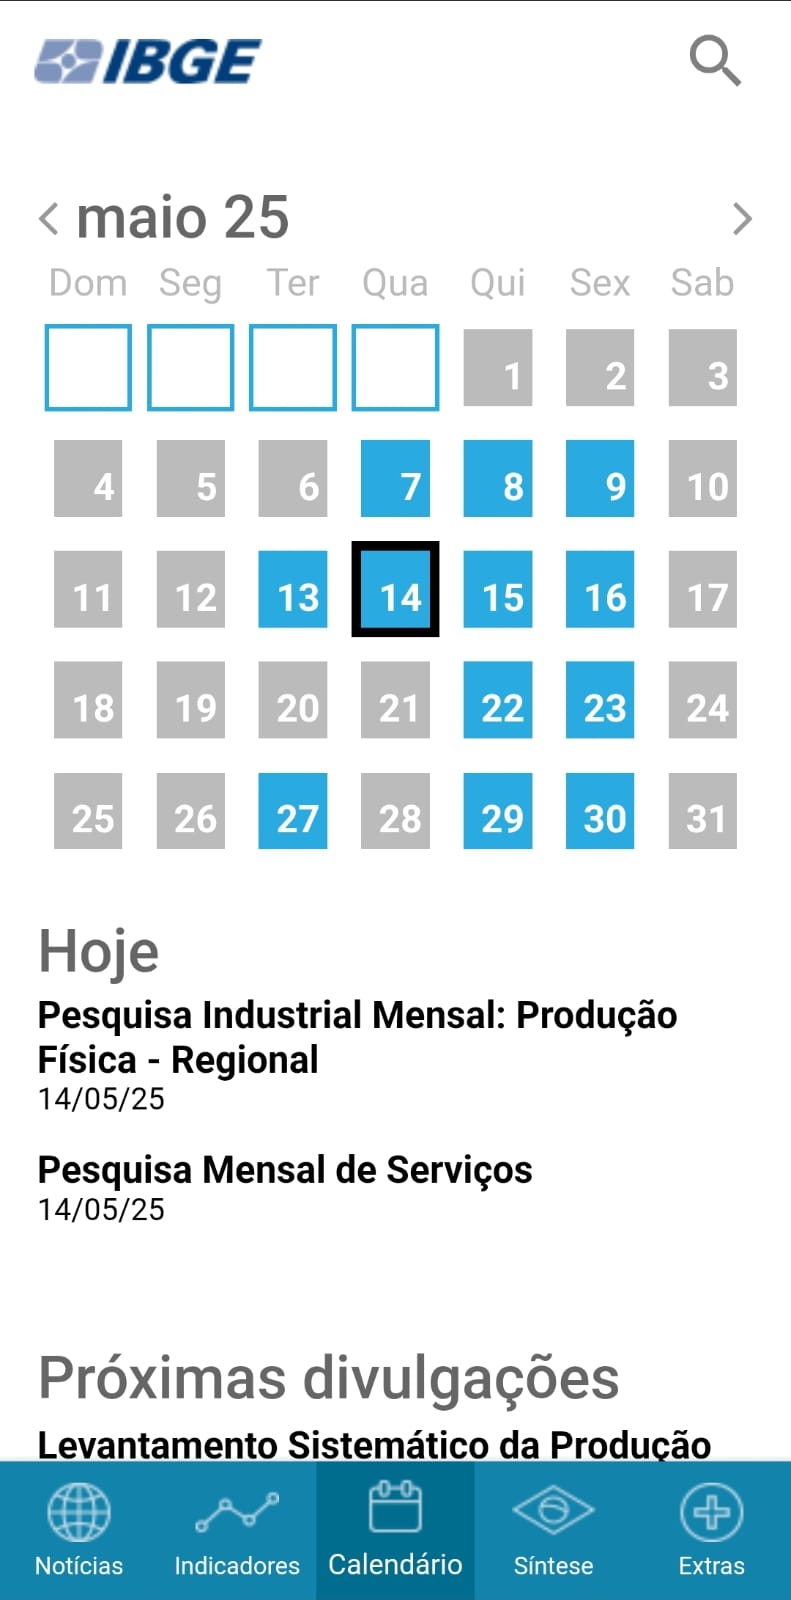 IBGE
maio 25
Dom Seg Ter Qua Qui Sex Sab
1 2 3
4 5 6 7 8 9 10
11 12 13 14 15 16 17
18 19 20 21 22 23 24
25 26 27 28 29 30 31
Hoje
Pesquisa Industrial Mensal: Produção
Física - Regional
14/05/25
Pesquisa Mensal de Serviços
14/05/25
Próximas divulgações
Levantamento Sistemático da Produção
Notícias Indicadores Calendário Síntese Extras